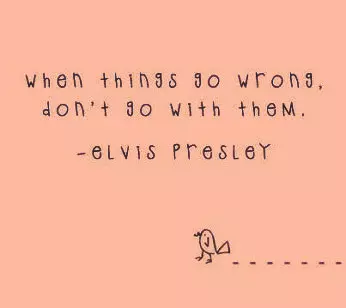 when things go wrong,
don't go with them.
-elvis presley